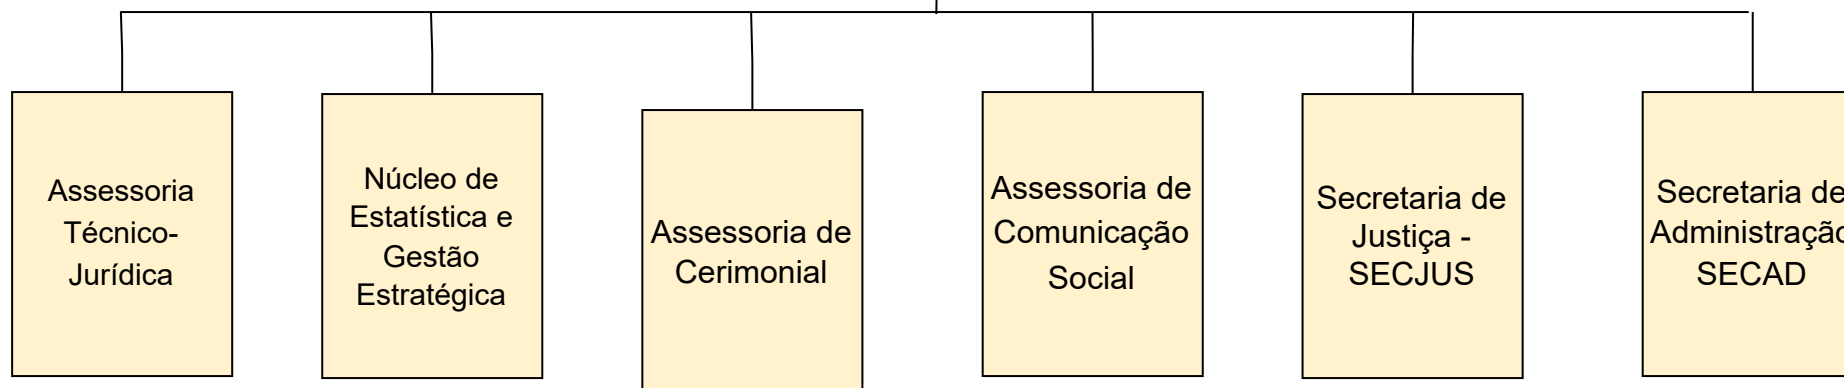 Assessoria
Técnico-
Jurídica
Núcleo de
Estatística e
Gestão
Estratégica
Assessoria de
Cerimonial
Assessoria de
Comunicação
Social
Secretaria de
Justiça -
SECJUS
Secretaria de
Administração
SECAD